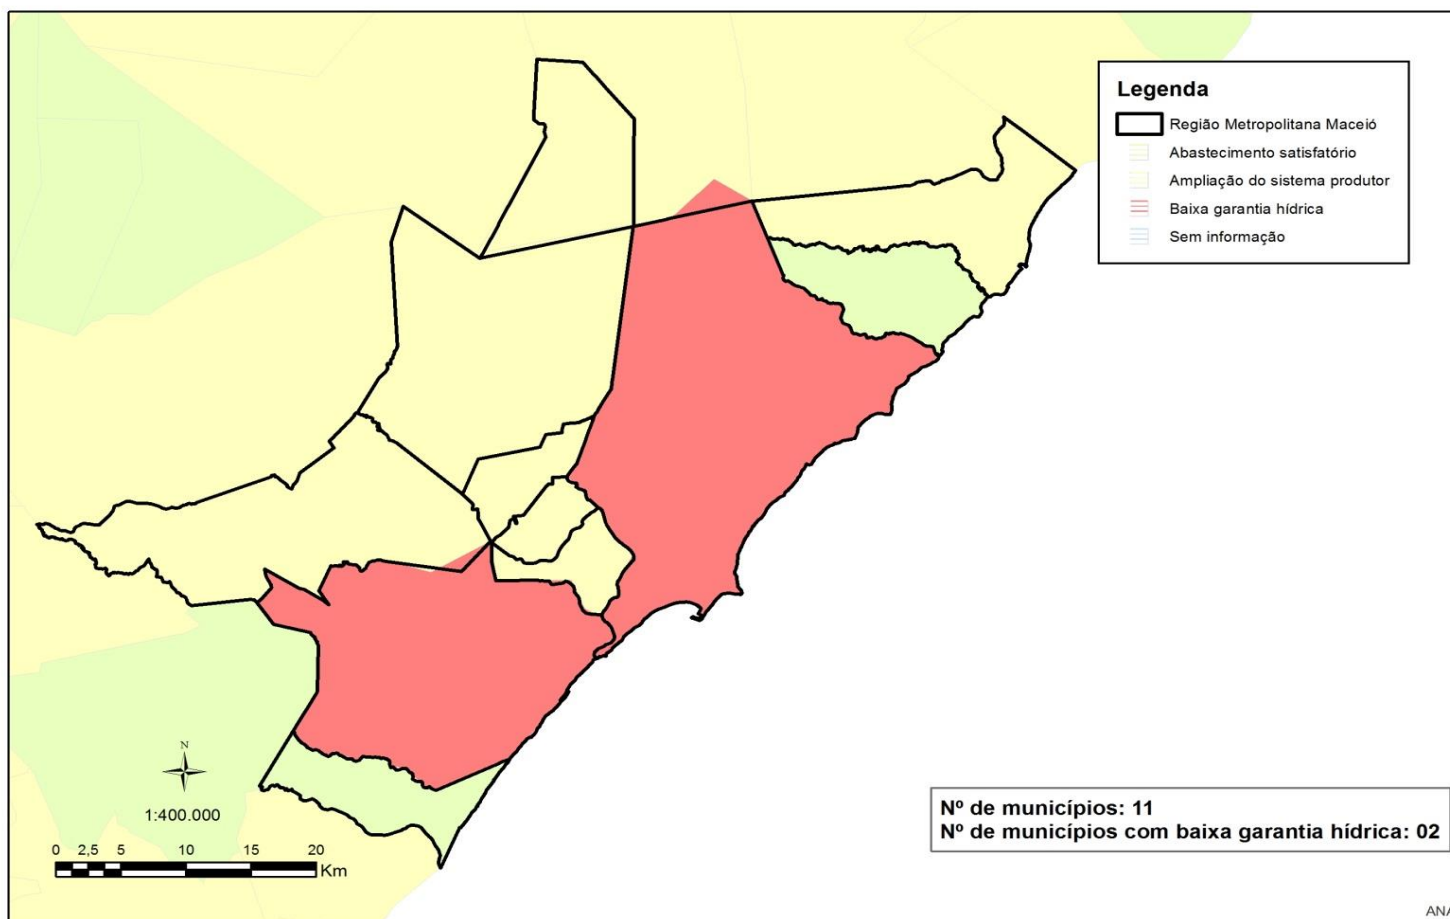 Legenda
Região Metropolitana Maceió
Abastecimento satisfatório
Ampliação do sistema produtor
Baixa garantia hídrica
Sem informação
N
1:400.000
0 2,5 5 10 15 20
Km
Nº de municípios: 11
Nº de municípios com baixa garantia hídrica: 02
ANA